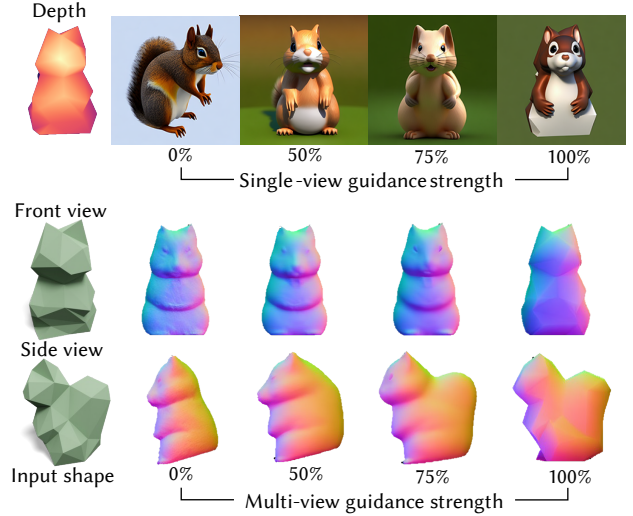 Depth
0% 50% 75% 100%
Single-view guidance strength
Front view
Side view
Input shape
0% 50% 75% 100%
Multi-view guidance strength